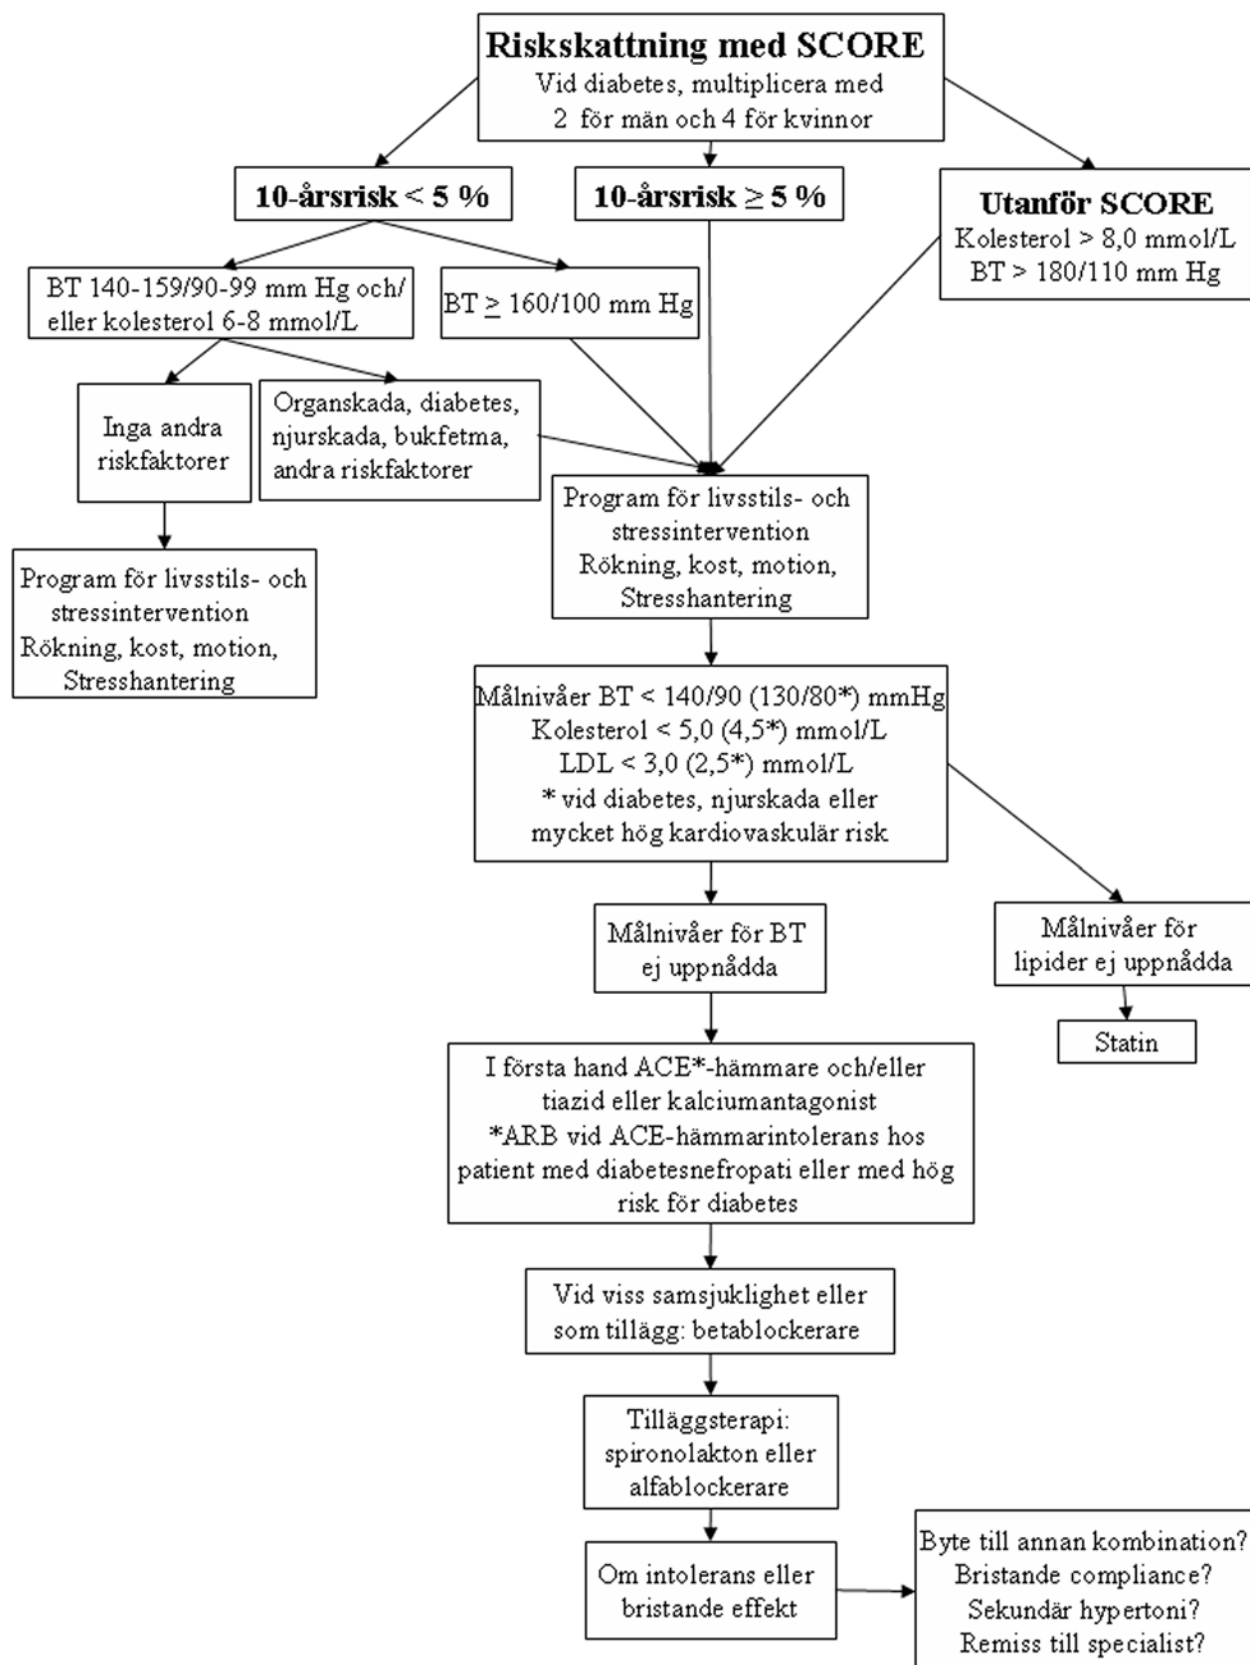 Riskskattning med SCORE
Vid diabetes, multiplicera med
2 för män och 4 för kvinnor
10-årsrisk < 5 %
10-årsrisk ≥ 5 %
Utanför SCORE
Kolesterol > 8,0 mmol/L
BT > 180/110 mm Hg
BT 140-159/90-99 mm Hg och/
eller kolesterol 6-8 mmol/L
BT ≥ 160/100 mm Hg
Inga andra
riskfaktorer
Organskada, diabetes,
njurskada, bukfetma,
andra riskfaktorer
Program för livsstils- och
stressintervention
Rökning, kost, motion,
Stresshantering
Program för livsstils- och
stressintervention
Rökning, kost, motion,
Stresshantering
Målnivåer BT < 140/90 (130/80*) mmHg
Kolesterol < 5,0 (4,5*) mmol/L
LDL < 3,0 (2,5*) mmol/L
* vid diabetes, njurskada eller
mycket hög kardiovaskulär risk
Målnivåer för BT
ej uppnådda
Målnivåer för
lipider ej uppnådda
Statin
I första hand ACE*-hämmare och/eller
tiazid eller kalciumantagonist
*ARB vid ACE-hämmarintolerans hos
patient med diabetesnefropati eller med hög
risk för diabetes
Vid viss samsjuklighet eller
som tillägg: betablockerare
Tilläggsterapi:
spironolakton eller
alfablockerare
Om intolerans eller
bristande effekt
Byte till annan kombination?
Bristande compliance?
Sekundär hypertoni?
Remiss till specialist?